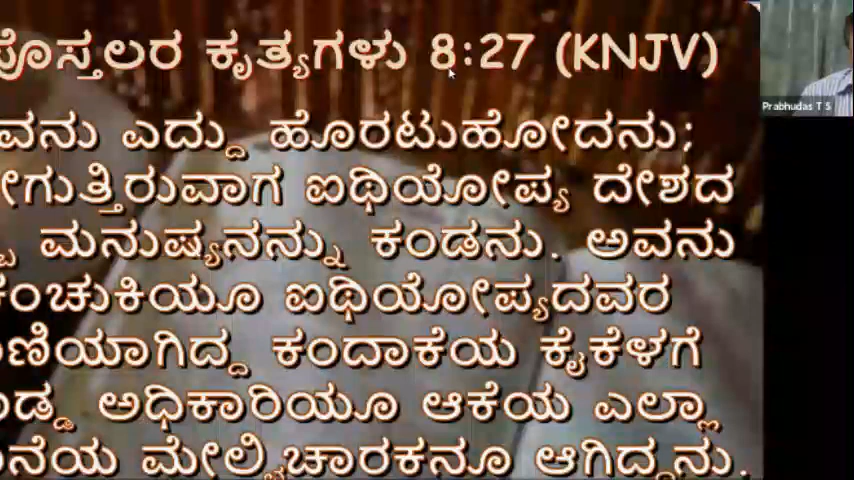 ಪೊಸ್ತಲರ ಕೃತ್ಯಗಳು 8:27 (KNJV)
Prabhudas T S
ಎದ್ದು ಹೊರಟುಹೋದನು;
ಐಥಿಯೋಪ್ಯ ದೇಶದ
ಮನುಷ್ಯನನ್ನು ಕಂಡನು. ಅವನು
ಐಥಿಯೋಪ್ಯದವರ
ಕಂದಾಕೆಯ ಕೈಕೆಳಗೆ
ಅಧಿಕಾರಿಯೂ ಆಕೆಯ ಎಲ್ಲಾ
ಮೇಲ್ವಿಚಾರಕನೂ ಆಗಿದ್ದನು.